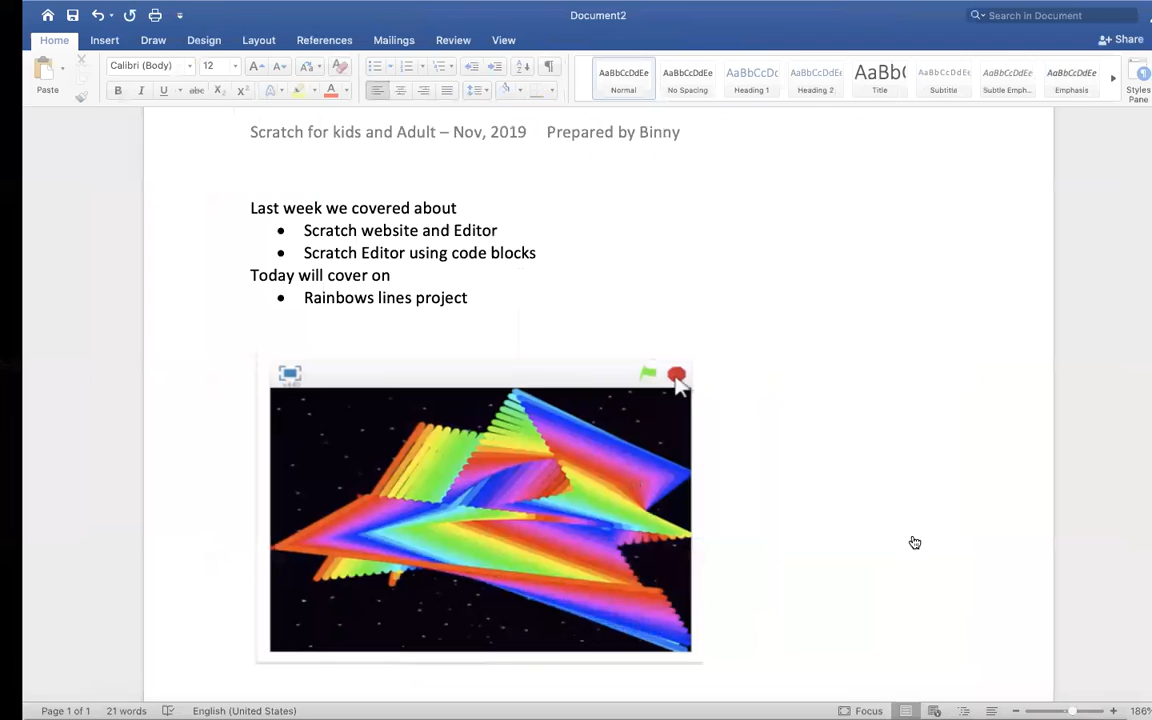 Document2
Search in Document
Home Insert Draw Design Layout References Mailings Review View
Share
Paste
Calibri (Body) 12
AaBbCcDdEe AaBbCcDdEe AaBbCcDc AaBbCcDdEe AaBb( AaBbCcDdEe AaBbCcDdEe AaBbCcDdEe
Normal No Spacing Heading 1 Heading 2 Title Subtitle Subtle Emph... Emphasis
Styles
Pane
Scratch for kids and Adult – Nov, 2019 Prepared by Binny
Last week we covered about
• Scratch website and Editor
• Scratch Editor using code blocks
Today will cover on
• Rainbows lines project
Page 1 of 1 21 words English (United States) Focus 186%